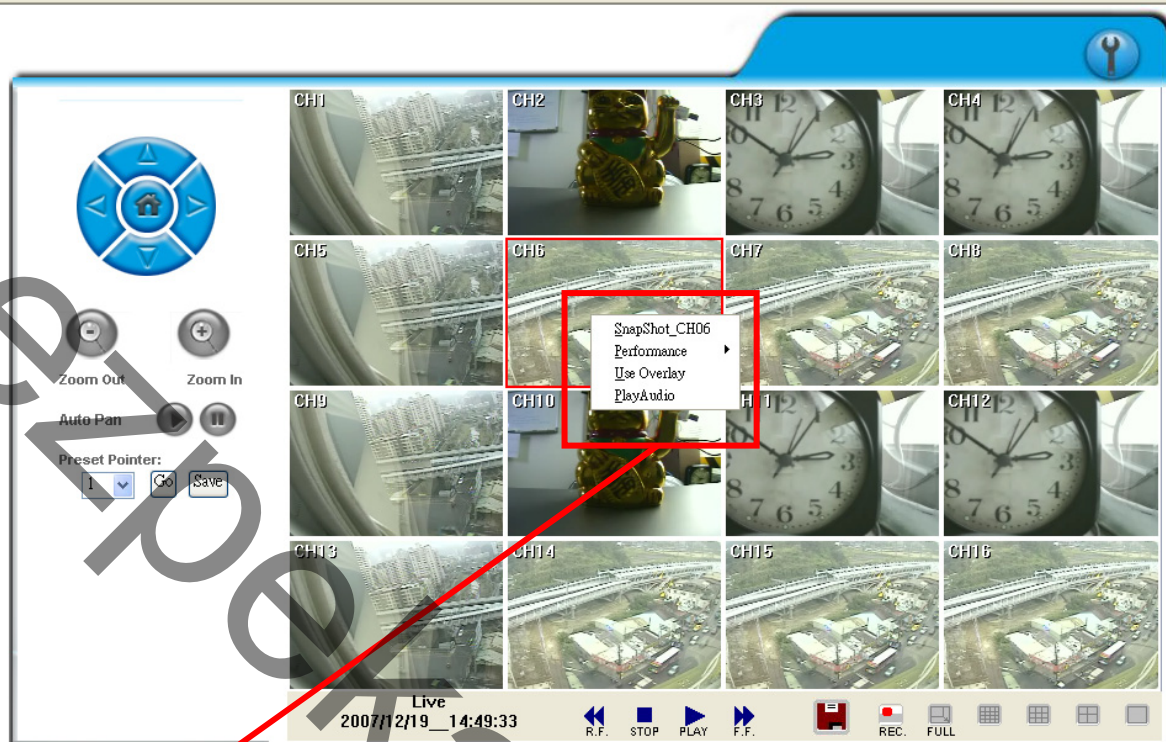 CH1 CH2 CH3 CH4
CH5 CH6 CH7 CH8
SnapShot_CH06
Performance
Use Overlay
PlayAudio
Zoom Out Zoom In
Auto Pan
Preset Pointer:
1 Go Save
CH9 CH10 CH11 CH12
CH13 CH14 CH15 CH16
Live
2007/12/19__14:49:33
R.F. STOP PLAY F.F. REC. FULL